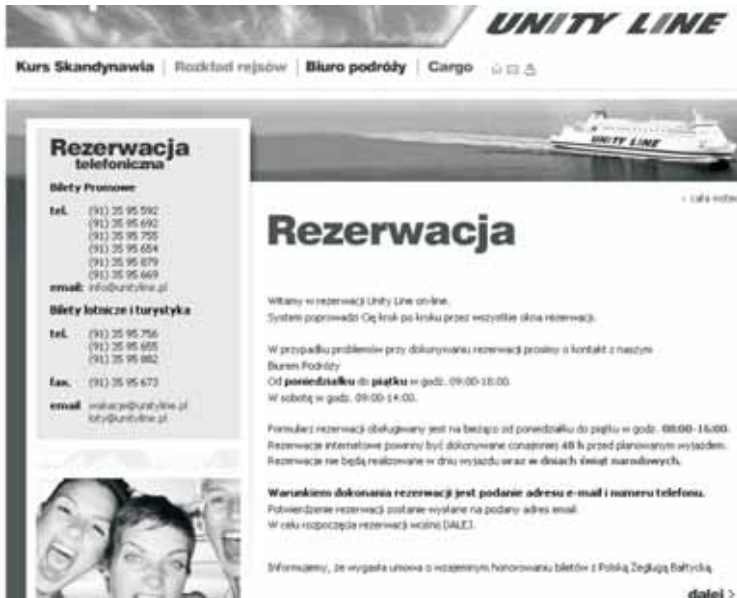 UNITY LINE
Kurs Skandynawia | Rozkład rejsów | Biuro podróży | Cargo
UNITY LINE
Rezerwacja
telefoniczna
Bilety Promowe
tel. (91) 35 95 592
(91) 35 95 692
(91) 35 95 755
(91) 35 95 654
(91) 35 95 879
(91) 35 95 669
email: info@unityline.pl
Bilety lotnicze i turystyka
tel. (91) 35 95 756
(91) 35 95 655
(91) 35 95 882
fax. (91) 35 95 673
email wakacje@unityline.pl
loty@unityline.pl
Rezerwacja
Witamy w rezerwacji Unity Line on-line.
System poprowadzi Cię krok po kroku przez wszystkie okna rezerwacji.
W przypadku problemów przy dokonywaniu rezerwacji prosimy o kontakt z naszym
Biurem Podróży
Od poniedziałku do piątku w godz. 09:00-18:00.
W sobotę w godz. 09:00-14:00.
Formularz rezerwacji obsługiwany jest na bieżąco od poniedziałku do piątku w godz. 08:00-16:00.
Rezerwacje internetowe powinny być dokonywane conajmniej 48 h przed planowanym wyjazdem.
Rezerwacje nie będą realizowane w dniu wyjazdu oraz w dniach świąt narodowych.
Warunkiem dokonania rezerwacji jest podanie adresu e-mail i numeru telefonu.
Potwierdzenie rezerwacji zostanie wysłane na podany adres email.
W celu rozpoczęcia rezerwacji wciśnij DALEJ.
Informujemy, że wygasła umowa o wzajemnym honorowaniu biletów z Polską Żeglugą Bałtycką.
dalej >